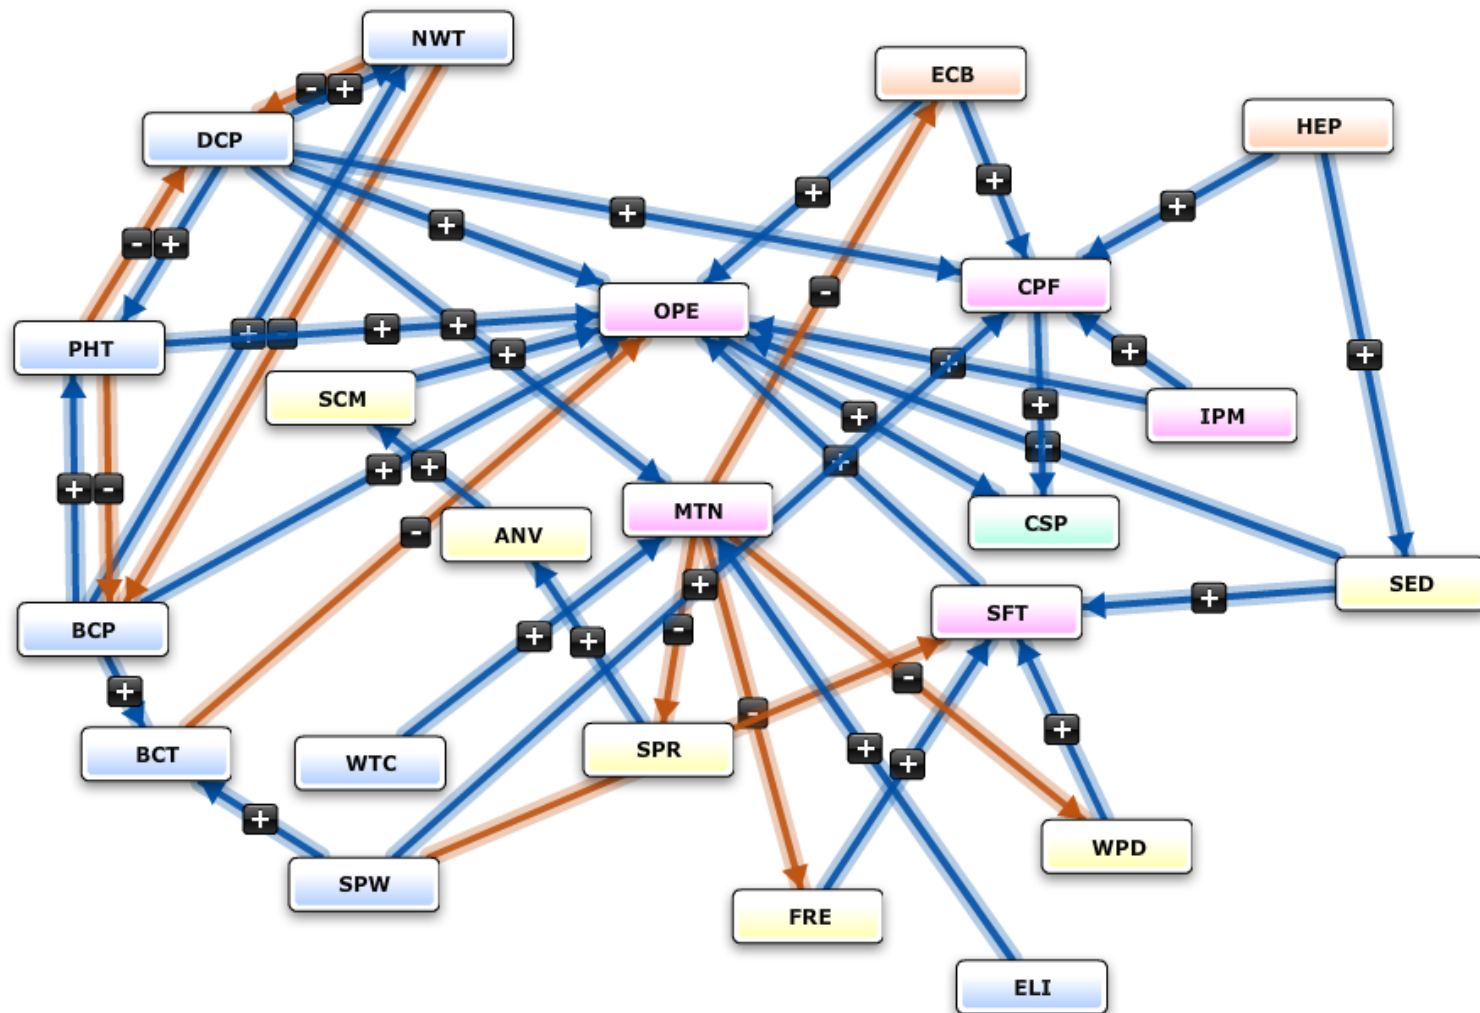 NWT
ECB
HEP
DCP
- +
+
+
+
+
+
- +
CPF
-
OPE
PHT
+
-
+
+
+
+
+
+
SCM
+
+
IPM
+
+
+
+
+ -
MTN
CSP
-
ANV
+
SED
+
SFT
BCP
-
+
+
+
-
-
+
BCT
WTC
SPR
+
+
+
WPD
SPW
FRE
ELI